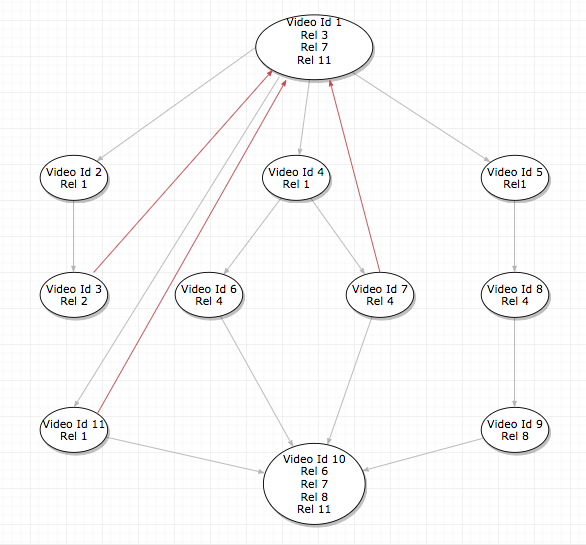 Video Id 1
Rel 3
Rel 7
Rel 11
Video Id 2
Rel 1
Video Id 4
Rel 1
Video Id 5
Rel1
Video Id 3
Rel 2
Video Id 6
Rel 4
Video Id 7
Rel 4
Video Id 8
Rel 4
Video Id 11
Rel 1
Video Id 9
Rel 8
Video Id 10
Rel 6
Rel 7
Rel 8
Rel 11